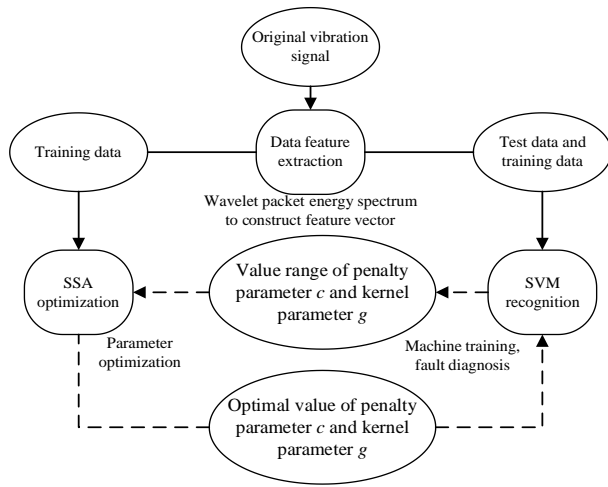 Original vibration
signal
Training data
Data feature
extraction
Test data and
training data
Wavelet packet energy spectrum
to construct feature vector
SSA
optimization
Value range of penalty
parameter c and kernel
parameter g
SVM
recognition
Parameter
optimization
Machine training,
fault diagnosis
Optimal value of penalty
parameter c and kernel
parameter g